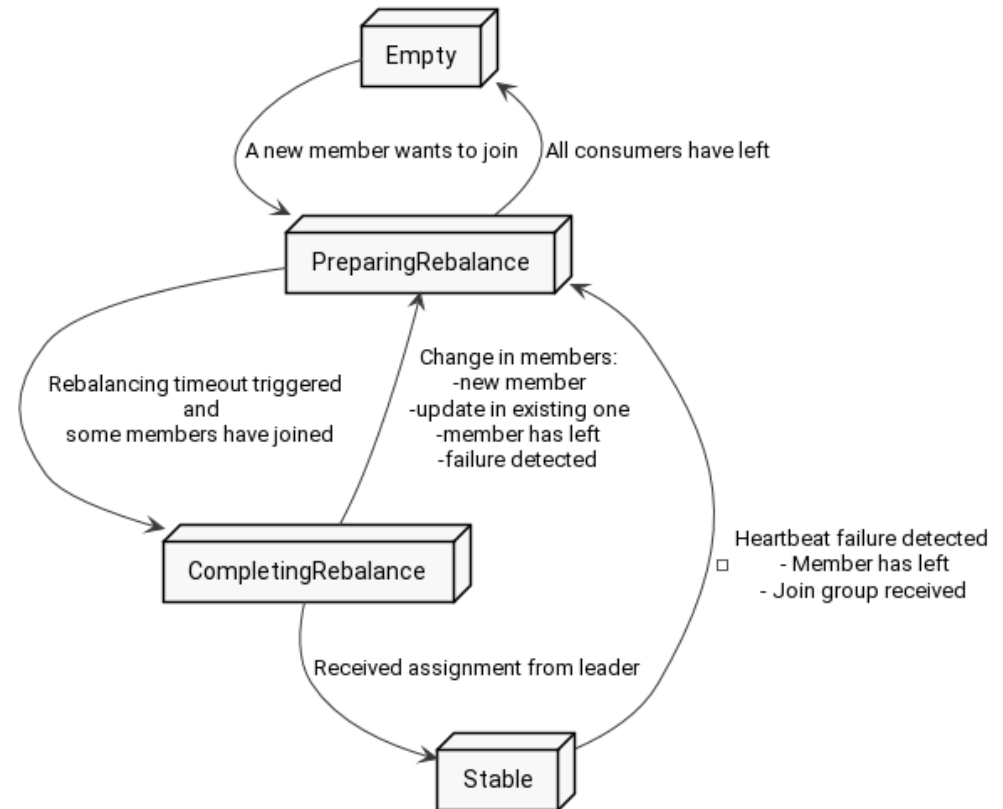 Empty
A new member wants to join
All consumers have left
PreparingRebalance
Rebalancing timeout triggered
and
some members have joined
Change in members:
-new member
-update in existing one
-member has left
-failure detected
Heartbeat failure detected
- Member has left
- Join group received
CompletingRebalance
Received assignment from leader
Stable